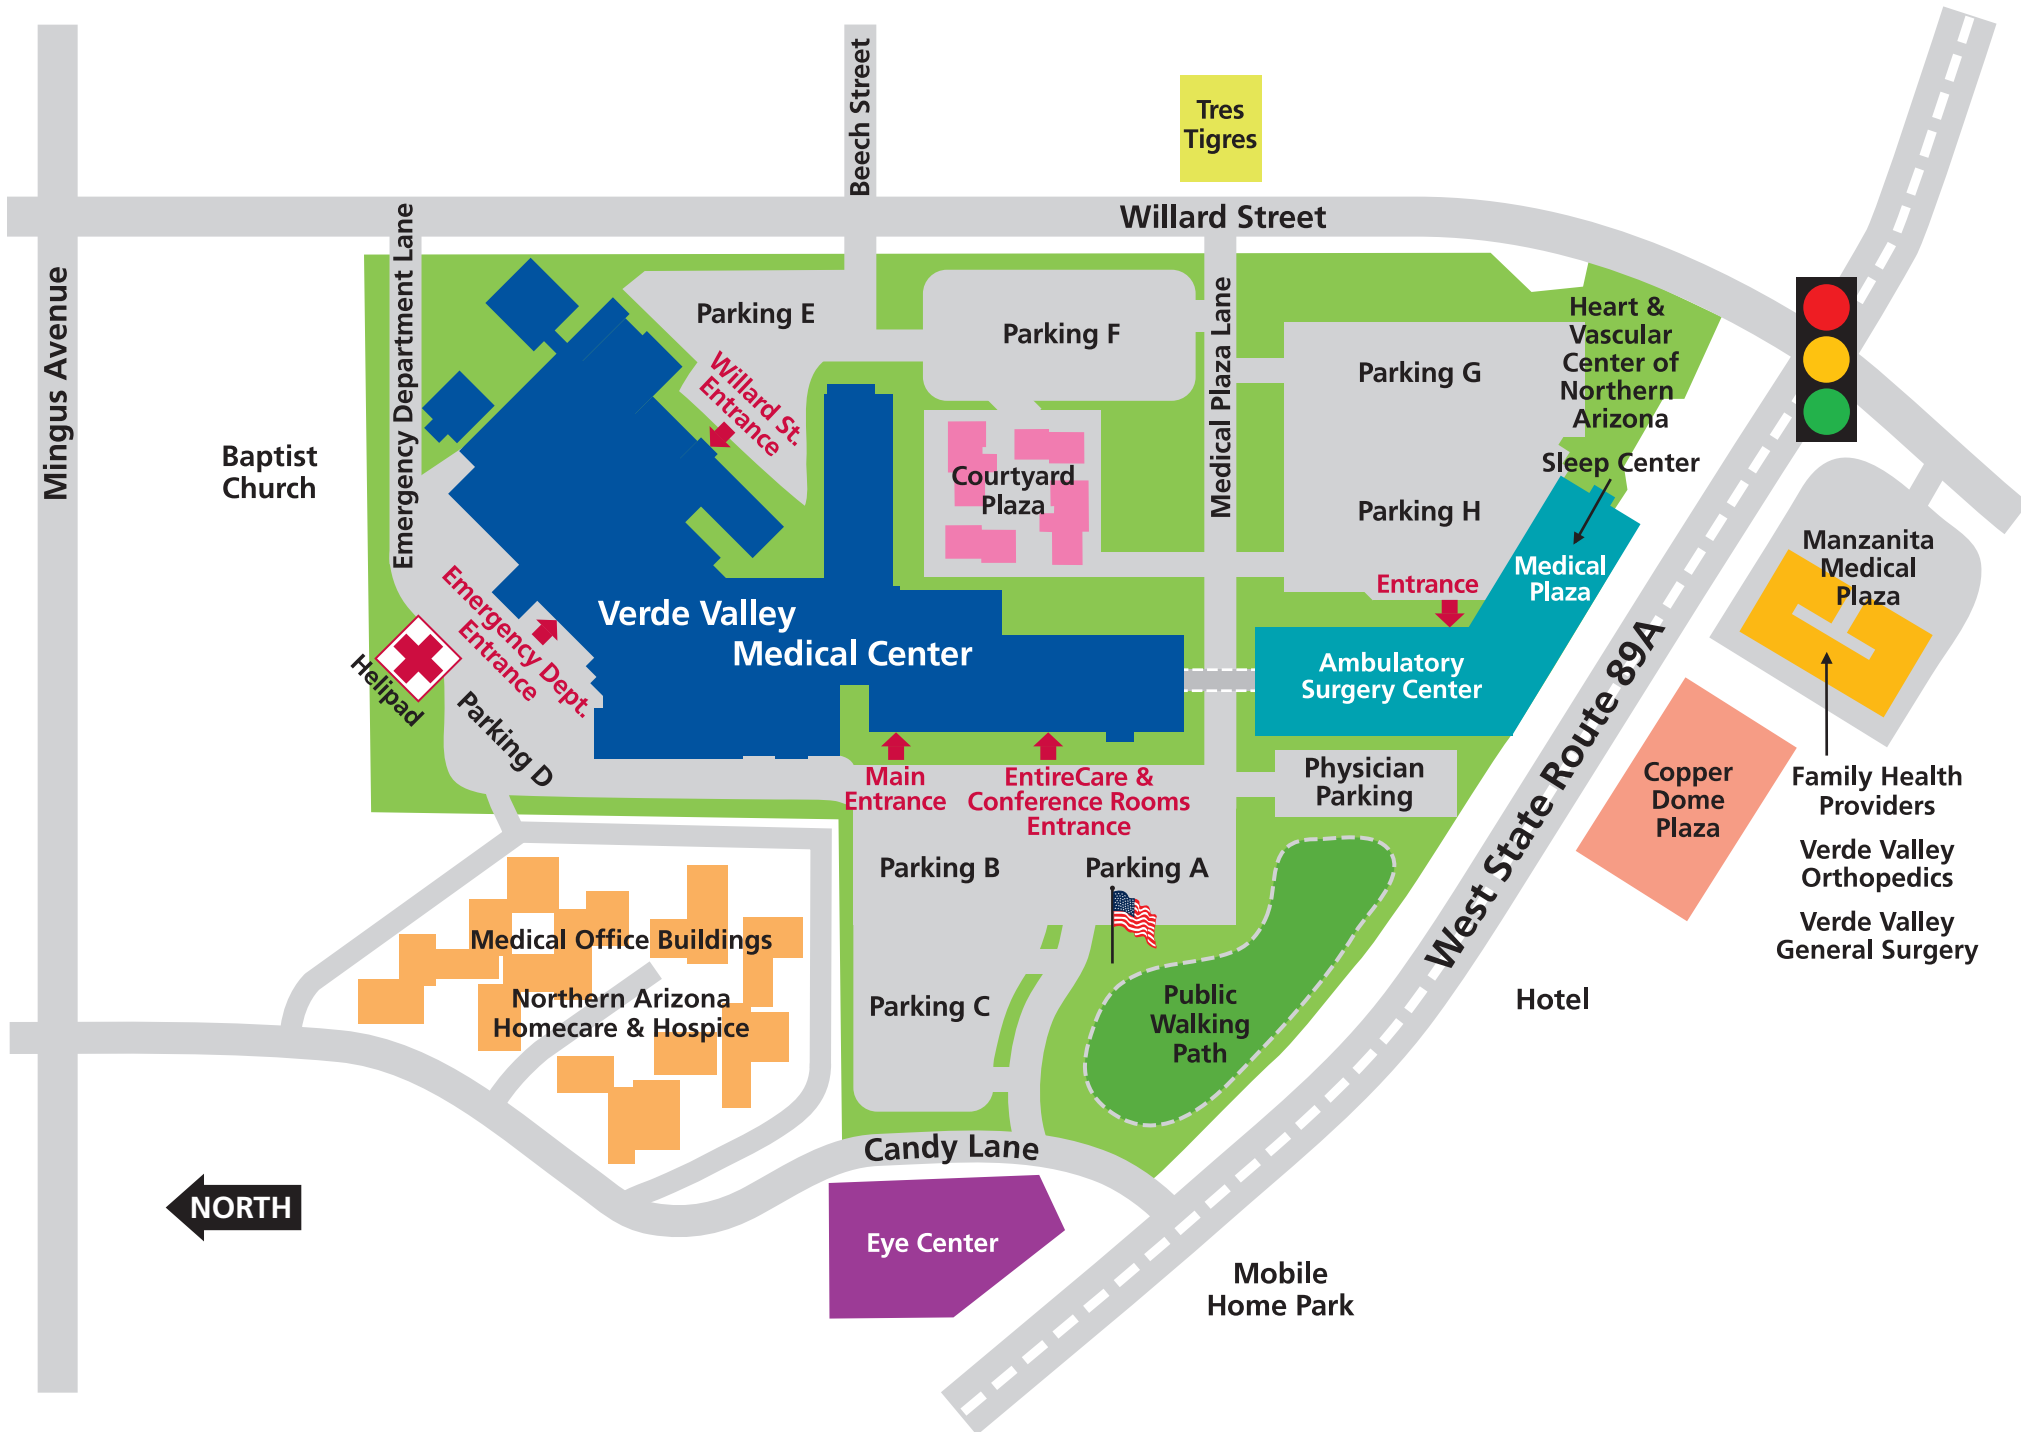 Beech Street
Tres
Tigres
Willard Street
Mingus Avenue
Emergency Department Lane
Medical Plaza Lane
Parking E
Parking F
Parking G
Heart &
Vascular
Center of
Northern
Arizona
Willard St.
Entrance
Baptist
Church
Courtyard
Plaza
Sleep Center
Parking H
Manzanita
Medical
Plaza
Entrance
Medical
Plaza
Emergency Dept.
Entrance
Verde Valley
Medical Center
Helipad
Ambulatory
Surgery Center
West State Route 89A
Parking D
Main
Entrance
EntireCare &
Conference Rooms
Entrance
Physician
Parking
Copper
Dome
Plaza
Family Health
Providers
Verde Valley
Orthopedics
Verde Valley
General Surgery
Parking B
Parking A
Medical Office Buildings
Northern Arizona
Homecare & Hospice
Parking C
Public
Walking
Path
Hotel
Candy Lane
NORTH
Eye Center
Mobile
Home Park